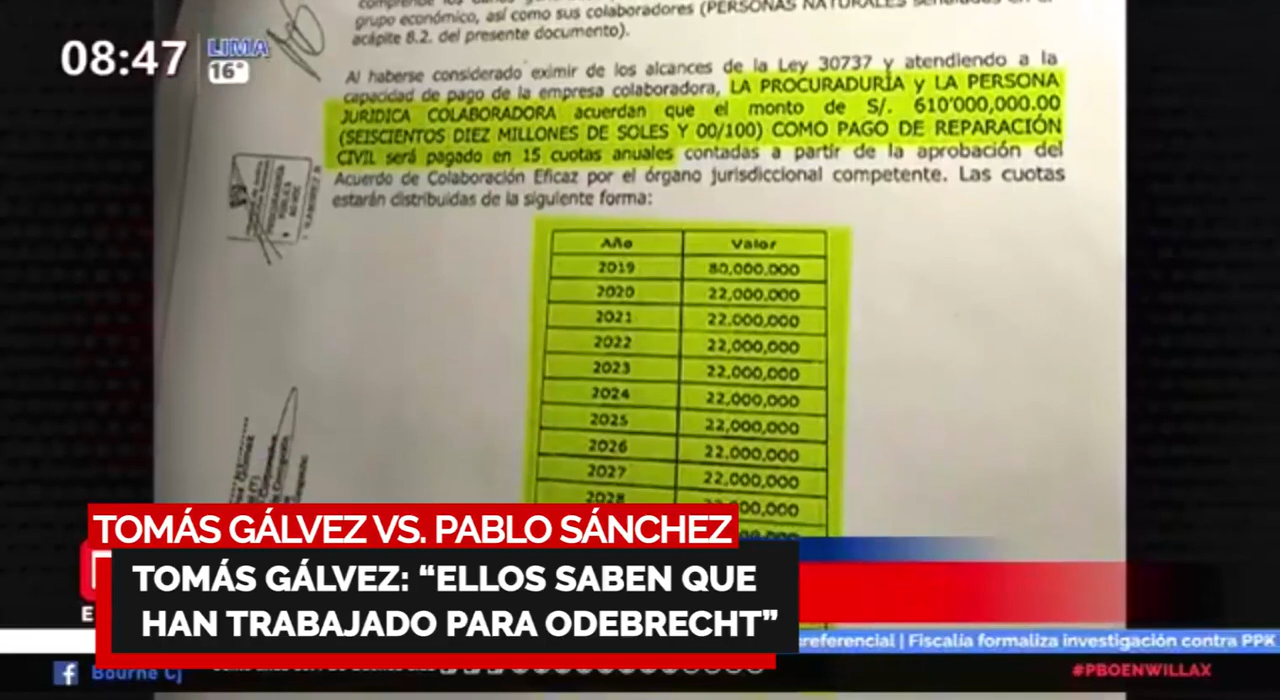 08:47
LIMA
16°
grupo económico, así como sus colaboradores (PERSONAS NATURALES
acápite 8.2. del presente documento).
Al haberse considerado eximir de los alcances de la Ley 30737 y atendiendo a la
capacidad de pago de la empresa colaboradora, LA PROCURADURÍA y LA PERSONA
JURIDICA COLABORADORA acuerdan que el monto de S/. 610'000,000.00
(SEISCIENTOS DIEZ MILLONES DE SOLES Y 00/100) COMO PAGO DE REPARACIÓN
CIVIL será pagado en 15 cuotas anuales contadas a partir de la aprobación del
Acuerdo de Colaboración Eficaz por el órgano jurisdiccional competente. Las cuotas
estarán distribuidas de la siguiente forma:
Año Valor
2019 80,000,000
2020 22,000,000
2021 22,000,000
2022 22,000,000
2023 22,000,000
2024 22,000,000
2025 22,000,000
2026 22,000,000
2027 22,000,000
2028
TOMÁS GÁLVEZ VS. PABLO SÁNCHEZ
TOMÁS GÁLVEZ: “ELLOS SABEN QUE
HAN TRABAJADO PARA ODEBRECHT”
referencial | Fiscalía formaliza investigación contra PPK
Bourne Cj
#PBOENWILLAX